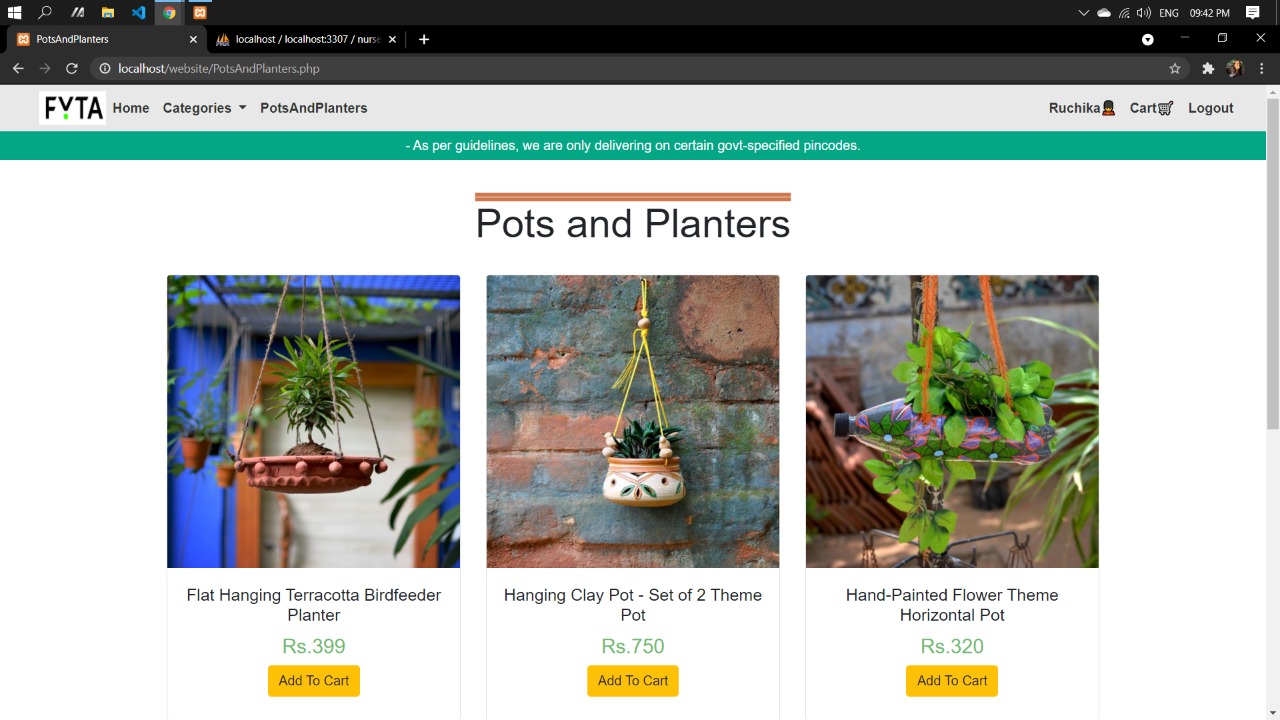 ENG 09:42 PM
PotsAndPlanters
localhost / localhost:3307 / nurse
localhost/website/PotsAndPlanters.php
FYTA Home Categories PotsAndPlanters Ruchika Cart Logout
- As per guidelines, we are only delivering on certain govt-specified pincodes.
Pots and Planters
Flat Hanging Terracotta Birdfeeder
Planter
Rs.399
Add To Cart
Hanging Clay Pot - Set of 2 Theme
Pot
Rs.750
Add To Cart
Hand-Painted Flower Theme
Horizontal Pot
Rs.320
Add To Cart